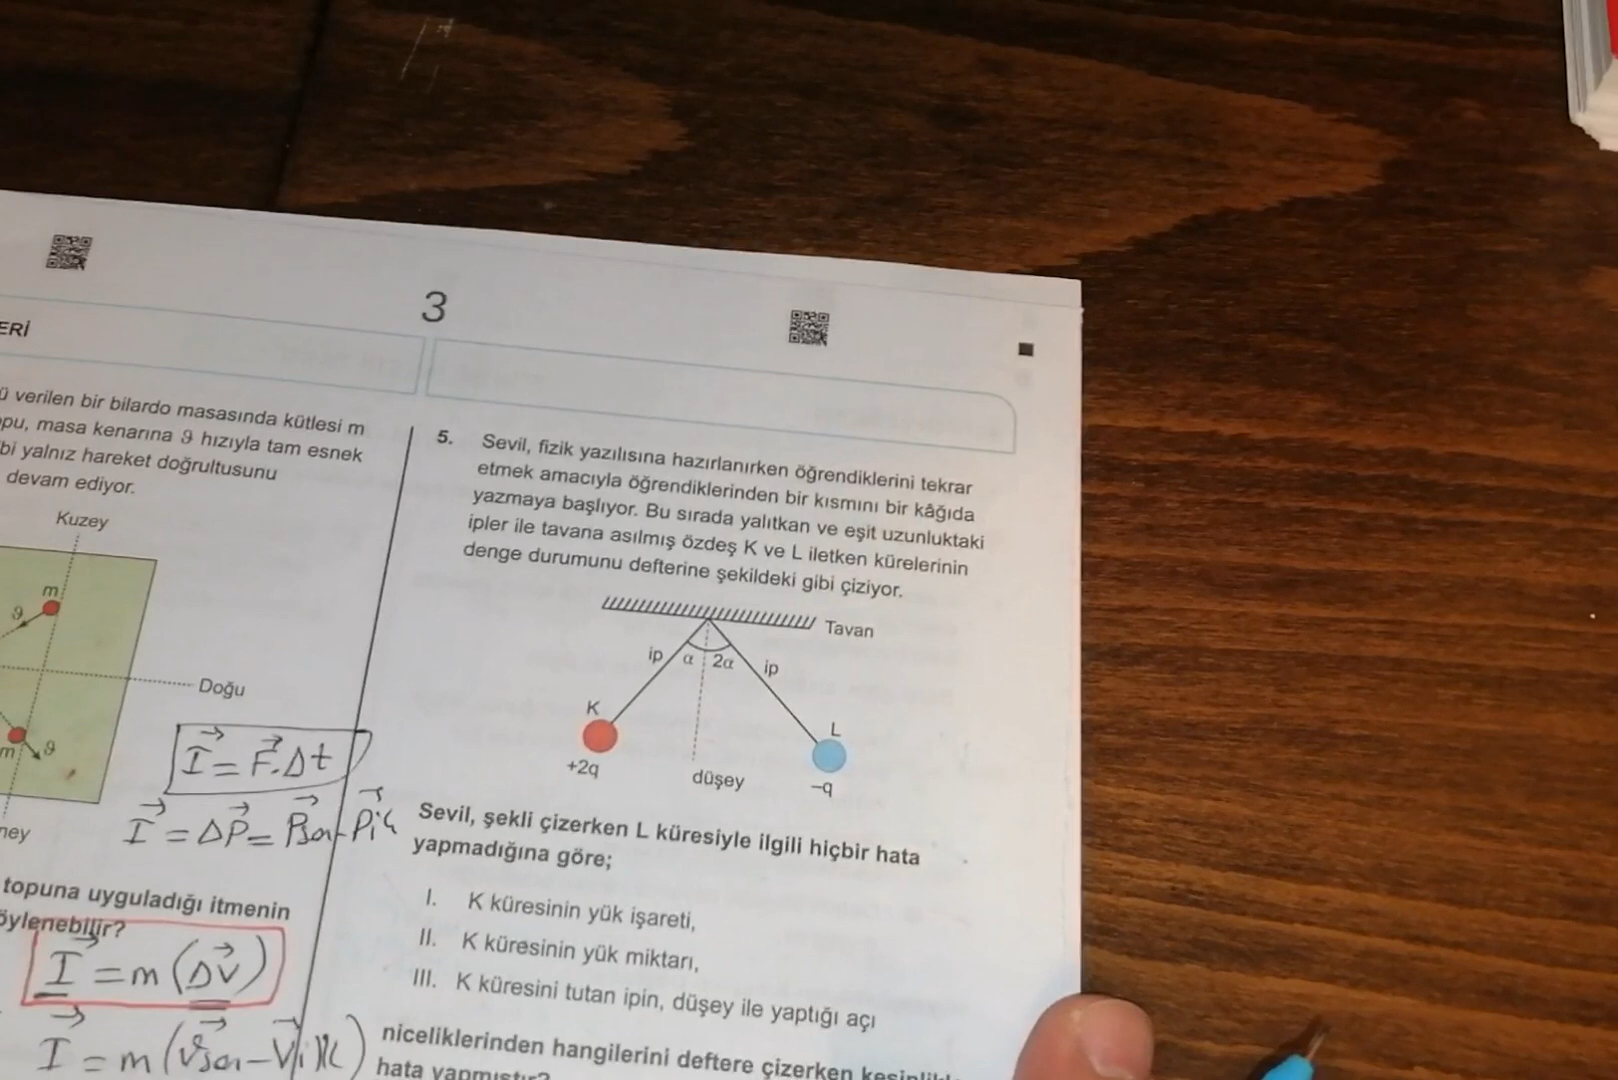 3
ERİ
ü verilen bir bilardo masasında kütlesi m
opu, masa kenarına ϑ hızıyla tam esnek
bi yalnız hareket doğrultusunu
devam ediyor.
Kuzey
m
ϑ
Doğu
m
ϑ
ney
I = F.Δt
I = ΔP = Pson - Pilk
topuna uyguladığı itmenin
öylenebilir?
I = m (ΔV)
I = m (ϑson - Vilk)
5. Sevil, fizik yazılısına hazırlanırken öğrendiklerini tekrar
etmek amacıyla öğrendiklerinden bir kısmını bir kâğıda
yazmaya başlıyor. Bu sırada yalıtkan ve eşit uzunluktaki
ipler ile tavana asılmış özdeş K ve L iletken kürelerinin
denge durumunu defterine şekildeki gibi çiziyor.
Tavan
ip α 2α ip
K
L
+2q
düşey
-q
Sevil, şekli çizerken L küresiyle ilgili hiçbir hata
yapmadığına göre;
I. K küresinin yük işareti,
II. K küresinin yük miktarı,
III. K küresini tutan ipin, düşey ile yaptığı açı
niceliklerinden hangilerini deftere çizerken
hata yapmıştır?